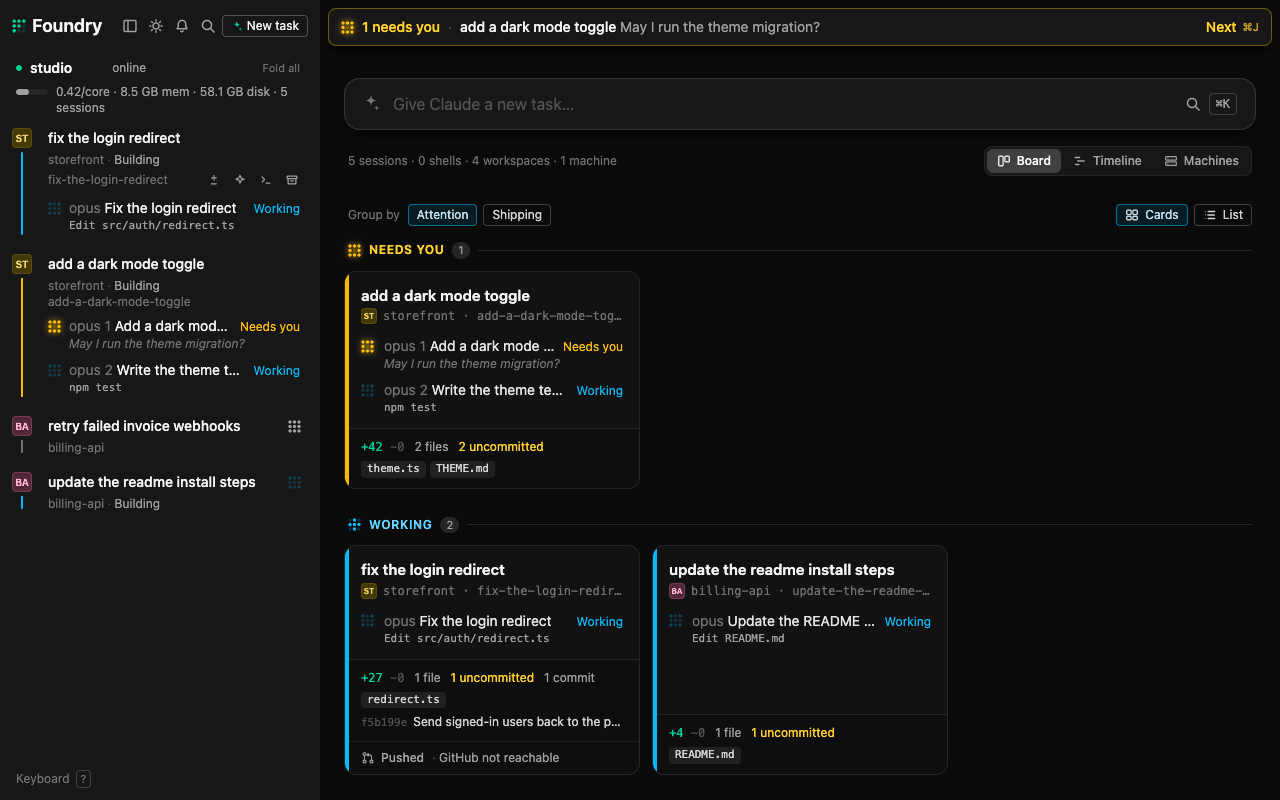 Foundry
New task
studio online Fold all
0.42/core · 8.5 GB mem · 58.1 GB disk · 5
sessions
ST fix the login redirect
storefront · Building
fix-the-login-redirect
opus Fix the login redirect Working
Edit src/auth/redirect.ts
ST add a dark mode toggle
storefront · Building
add-a-dark-mode-toggle
opus 1 Add a dark mod... Needs you
May I run the theme migration?
opus 2 Write the theme t... Working
npm test
BA retry failed invoice webhooks
billing-api
BA update the readme install steps
billing-api · Building
Keyboard ?
1 needs you · add a dark mode toggle May I run the theme migration? Next ⌘J
Give Claude a new task... ⌘K
5 sessions · 0 shells · 4 workspaces · 1 machine
Board Timeline Machines
Group by Attention Shipping Cards List
NEEDS YOU 1
add a dark mode toggle
ST storefront · add-a-dark-mode-tog...
opus 1 Add a dark mode ... Needs you
May I run the theme migration?
opus 2 Write the theme te... Working
npm test
+42 −0 2 files 2 uncommitted
theme.ts THEME.md
WORKING 2
fix the login redirect
ST storefront · fix-the-login-redir...
opus Fix the login redirect Working
Edit src/auth/redirect.ts
+27 −0 1 file 1 uncommitted 1 commit
redirect.ts
f5b199e Send signed-in users back to the p...
Pushed · GitHub not reachable
update the readme install steps
BA billing-api · update-the-readme-...
opus Update the README ... Working
Edit README.md
+4 −0 1 file 1 uncommitted
README.md